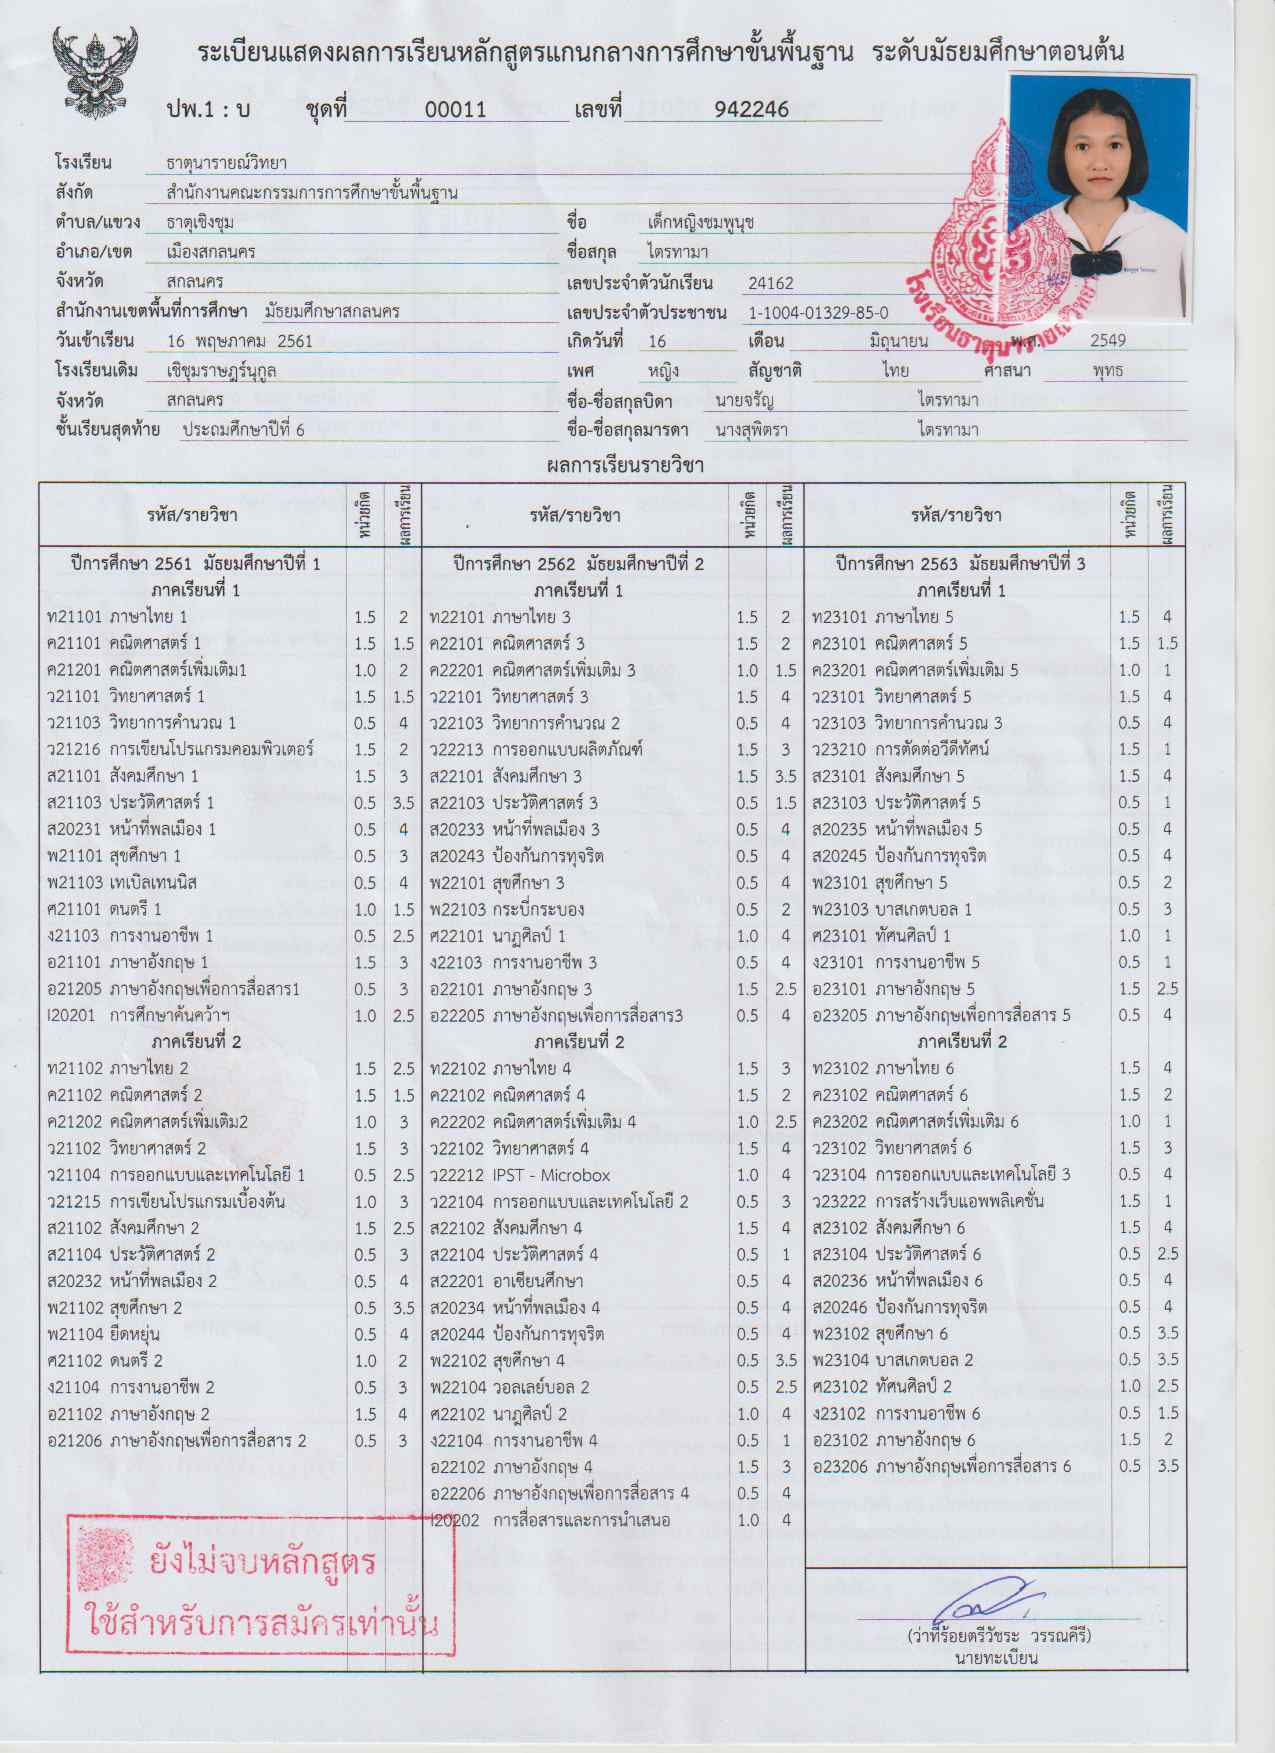 ระเบียนแสดงผลการเรียนหลักสูตรแกนกลางการศึกษาขั้นพื้นฐาน ระดับมัธยมศึกษาตอนต้น
ปพ.1 : บ ชุดที่ 00011 เลขที่ 942246
โรงเรียน ธาตุนารายณ์วิทยา
สังกัด สำนักงานคณะกรรมการการศึกษาขั้นพื้นฐาน
ตำบล/แขวง ธาตุเชิงชุม
อำเภอ/เขต เมืองสกลนคร
จังหวัด สกลนคร
สำนักงานเขตพื้นที่การศึกษา มัธยมศึกษาสกลนคร
วันเข้าเรียน 16 พฤษภาคม 2561
โรงเรียนเดิม เชิงชุมราษฎร์นุกูล
จังหวัด สกลนคร
ชั้นเรียนสุดท้าย ประถมศึกษาปีที่ 6
ชื่อ เด็กหญิงชมพูนุช
ชื่อสกุล ไตรทามา
เลขประจำตัวนักเรียน 24162
เลขประจำตัวประชาชน 1-1004-01329-85-0
เกิดวันที่ 16 เดือน มิถุนายน พ.ศ. 2549
เพศ หญิง สัญชาติ ไทย ศาสนา พุทธ
ชื่อ-ชื่อสกุลบิดา นายจรัญ ไตรทามา
ชื่อ-ชื่อสกุลมารดา นางสุพิตรา ไตรทามา
โรงเรียนธาตุนารายณ์วิทยา
ผลการเรียนรายวิชา
รหัส/รายวิชา หน่วยกิต ผลการเรียน
ปีการศึกษา 2561 มัธยมศึกษาปีที่ 1
ภาคเรียนที่ 1
ท21101 ภาษาไทย 1 1.5 2
ค21101 คณิตศาสตร์ 1 1.5 1.5
ค21201 คณิตศาสตร์เพิ่มเติม1 1.0 2
ว21101 วิทยาศาสตร์ 1 1.5 1.5
ว21103 วิทยาการคำนวณ 1 0.5 4
ว21216 การเขียนโปรแกรมคอมพิวเตอร์ 1.5 2
ส21101 สังคมศึกษา 1 1.5 3
ส21103 ประวัติศาสตร์ 1 0.5 3.5
ส20231 หน้าที่พลเมือง 1 0.5 4
พ21101 สุขศึกษา 1 0.5 3
พ21103 เทเบิลเทนนิส 0.5 4
ศ21101 ดนตรี 1 1.0 1.5
ง21103 การงานอาชีพ 1 0.5 2.5
อ21101 ภาษาอังกฤษ 1 1.5 3
อ21205 ภาษาอังกฤษเพื่อการสื่อสาร1 0.5 3
I20201 การศึกษาค้นคว้าฯ 1.0 2.5
ภาคเรียนที่ 2
ท21102 ภาษาไทย 2 1.5 2.5
ค21102 คณิตศาสตร์ 2 1.5 1.5
ค21202 คณิตศาสตร์เพิ่มเติม2 1.0 3
ว21102 วิทยาศาสตร์ 2 1.5 3
ว21104 การออกแบบและเทคโนโลยี 1 0.5 2.5
ว21215 การเขียนโปรแกรมเบื้องต้น 1.0 3
ส21102 สังคมศึกษา 2 1.5 2.5
ส21104 ประวัติศาสตร์ 2 0.5 3
ส20232 หน้าที่พลเมือง 2 0.5 4
พ21102 สุขศึกษา 2 0.5 3.5
พ21104 ยืดหยุ่น 0.5 4
ศ21102 ดนตรี 2 1.0 2
ง21104 การงานอาชีพ 2 0.5 3
อ21102 ภาษาอังกฤษ 2 1.5 4
อ21206 ภาษาอังกฤษเพื่อการสื่อสาร 2 0.5 3
ยังไม่จบหลักสูตร
ใช้สำหรับการสมัครเท่านั้น
รหัส/รายวิชา หน่วยกิต ผลการเรียน
ปีการศึกษา 2562 มัธยมศึกษาปีที่ 2
ภาคเรียนที่ 1
ท22101 ภาษาไทย 3 1.5 2
ค22101 คณิตศาสตร์ 3 1.5 2
ค22201 คณิตศาสตร์เพิ่มเติม 3 1.0 1.5
ว22101 วิทยาศาสตร์ 3 1.5 4
ว22103 วิทยาการคำนวณ 2 0.5 4
ว22213 การออกแบบผลิตภัณฑ์ 1.5 3
ส22101 สังคมศึกษา 3 1.5 3.5
ส22103 ประวัติศาสตร์ 3 0.5 1.5
ส20233 หน้าที่พลเมือง 3 0.5 4
ส20243 ป้องกันการทุจริต 0.5 4
พ22101 สุขศึกษา 3 0.5 4
พ22103 กระบี่กระบอง 0.5 2
ศ22101 นาฏศิลป์ 1 1.0 4
ง22103 การงานอาชีพ 3 0.5 4
อ22101 ภาษาอังกฤษ 3 1.5 2.5
อ22205 ภาษาอังกฤษเพื่อการสื่อสาร3 0.5 4
ภาคเรียนที่ 2
ท22102 ภาษาไทย 4 1.5 3
ค22102 คณิตศาสตร์ 4 1.5 2
ค22202 คณิตศาสตร์เพิ่มเติม 4 1.0 2.5
ว22102 วิทยาศาสตร์ 4 1.5 4
ว22212 IPST - Microbox 1.0 4
ว22104 การออกแบบและเทคโนโลยี 2 0.5 3
ส22102 สังคมศึกษา 4 1.5 4
ส22104 ประวัติศาสตร์ 4 0.5 1
ส22201 อาเซียนศึกษา 0.5 4
ส20234 หน้าที่พลเมือง 4 0.5 4
ส20244 ป้องกันการทุจริต 0.5 4
พ22102 สุขศึกษา 4 0.5 3.5
พ22104 วอลเลย์บอล 2 0.5 2.5
ศ22102 นาฏศิลป์ 2 1.0 4
ง22104 การงานอาชีพ 4 0.5 1
อ22102 ภาษาอังกฤษ 4 1.5 3
อ22206 ภาษาอังกฤษเพื่อการสื่อสาร 4 0.5 4
I20202 การสื่อสารและการนำเสนอ 1.0 4
รหัส/รายวิชา หน่วยกิต ผลการเรียน
ปีการศึกษา 2563 มัธยมศึกษาปีที่ 3
ภาคเรียนที่ 1
ท23101 ภาษาไทย 5 1.5 4
ค23101 คณิตศาสตร์ 5 1.5 1.5
ค23201 คณิตศาสตร์เพิ่มเติม 5 1.0 1
ว23101 วิทยาศาสตร์ 5 1.5 4
ว23103 วิทยาการคำนวณ 3 0.5 4
ว23210 การตัดต่อวีดีทัศน์ 1.5 1
ส23101 สังคมศึกษา 5 1.5 4
ส23103 ประวัติศาสตร์ 5 0.5 1
ส20235 หน้าที่พลเมือง 5 0.5 4
ส20245 ป้องกันการทุจริต 0.5 4
พ23101 สุขศึกษา 5 0.5 2
พ23103 บาสเกตบอล 1 0.5 3
ศ23101 ทัศนศิลป์ 1 1.0 1
ง23101 การงานอาชีพ 5 0.5 1
อ23101 ภาษาอังกฤษ 5 1.5 2.5
อ23205 ภาษาอังกฤษเพื่อการสื่อสาร 5 0.5 4
ภาคเรียนที่ 2
ท23102 ภาษาไทย 6 1.5 4
ค23102 คณิตศาสตร์ 6 1.5 2
ค23202 คณิตศาสตร์เพิ่มเติม 6 1.0 1
ว23102 วิทยาศาสตร์ 6 1.5 3
ว23104 การออกแบบและเทคโนโลยี 3 0.5 4
ว23222 การสร้างเว็บแอพพลิเคชั่น 1.5 1
ส23102 สังคมศึกษา 6 1.5 4
ส23104 ประวัติศาสตร์ 6 0.5 2.5
ส20236 หน้าที่พลเมือง 6 0.5 4
ส20246 ป้องกันการทุจริต 0.5 4
พ23102 สุขศึกษา 6 0.5 3.5
พ23104 บาสเกตบอล 2 0.5 3.5
ศ23102 ทัศนศิลป์ 2 1.0 2.5
ง23102 การงานอาชีพ 6 0.5 1.5
อ23102 ภาษาอังกฤษ 6 1.5 2
อ23206 ภาษาอังกฤษเพื่อการสื่อสาร 6 0.5 3.5
(ว่าที่ร้อยตรีวัชระ วรรณคีรี)
นายทะเบียน